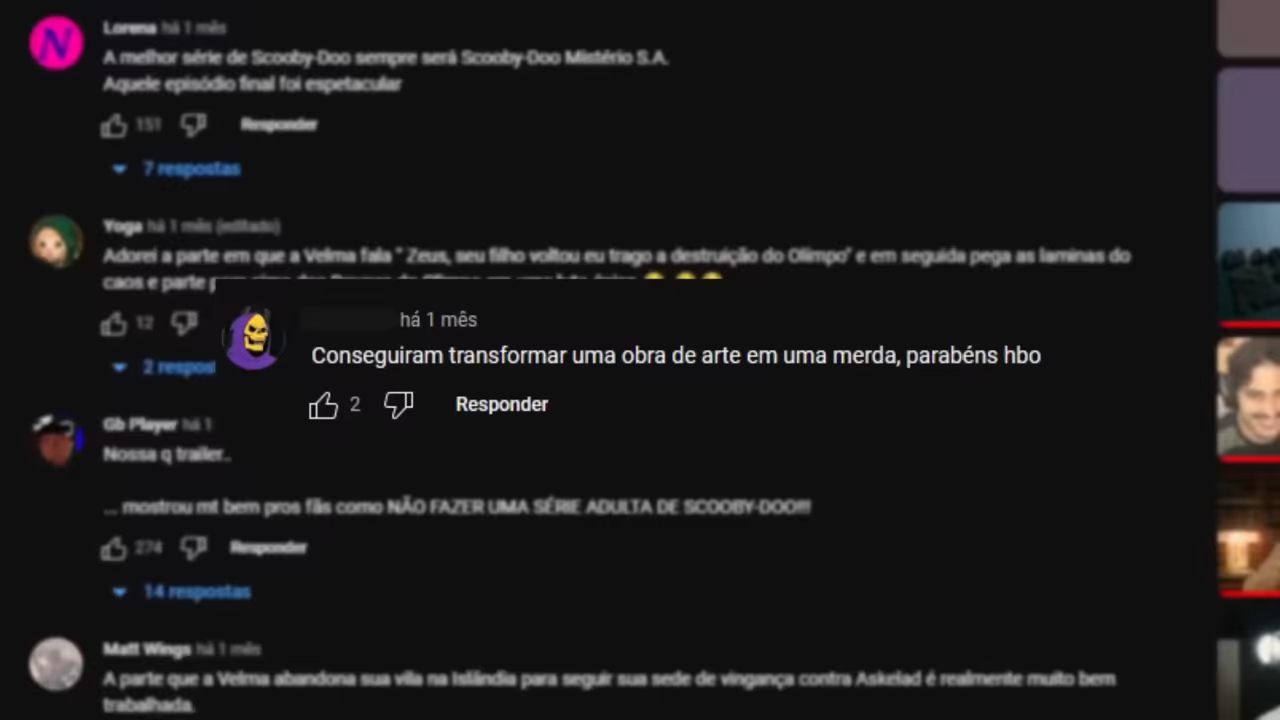 Lorena há 1 mês
A melhor série de Scooby-Doo sempre será Scooby-Doo Mistério S.A.
Aquele episódio final foi espetacular
151 Responder
7 respostas
Yoga há 1 mês (editado)
Adorei a parte em que a Velma fala " Zeus, seu filho voltou eu trago a destruição do Olimpo" e em seguida pega as laminas do
caos e parte
12
2 respost
há 1 mês
Conseguiram transformar uma obra de arte em uma merda, parabéns hbo
2 Responder
Gb Player há 1
Nossa q trailer..
... mostrou mt bem pros fãs como NÃO FAZER UMA SÉRIE ADULTA DE SCOOBY-DOO!!!
274 Responder
14 respostas
Matt Wings há 1 mês
A parte que a Velma abandona sua vila na Islândia para seguir sua sede de vingança contra Askelad é realmente muito bem
trabalhada.